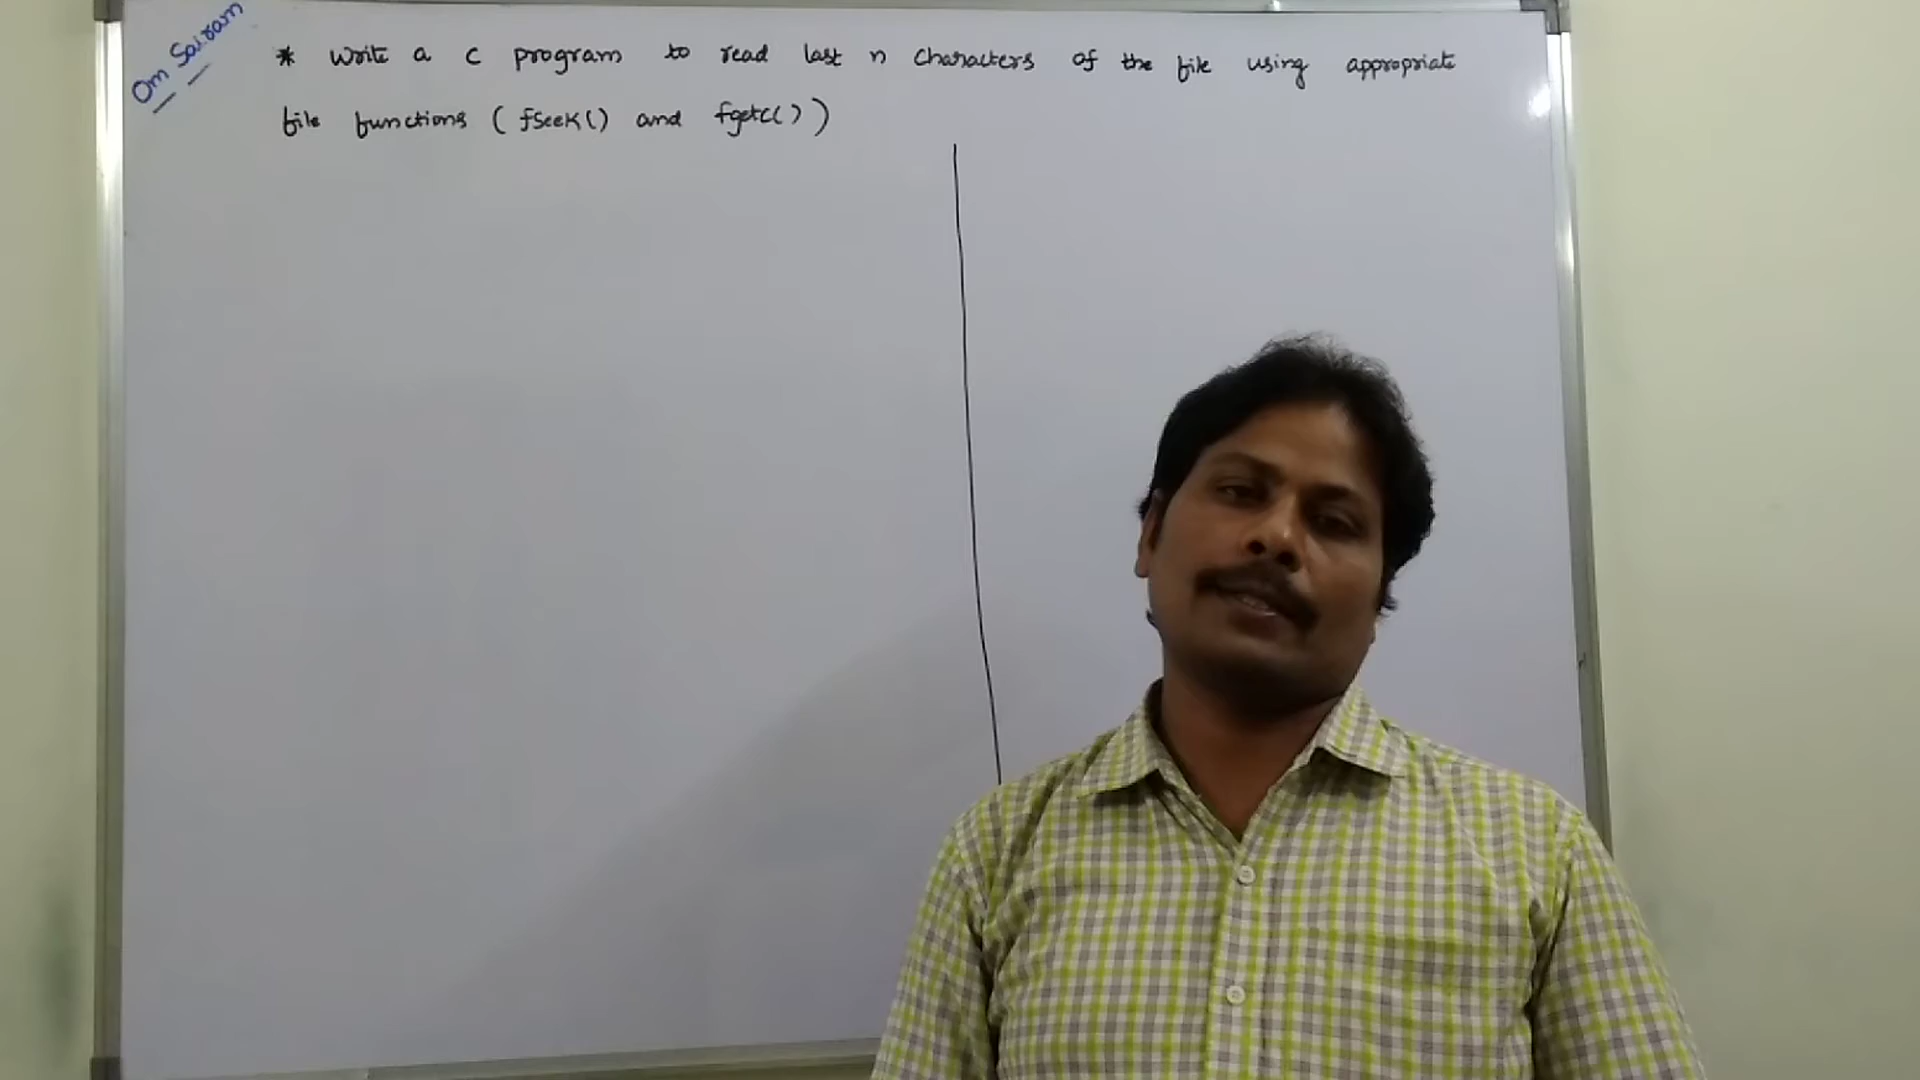 Om Sairam
* Write a C program to read last n characters of the file using appropriate
file functions ( fseek() and fgetc() )